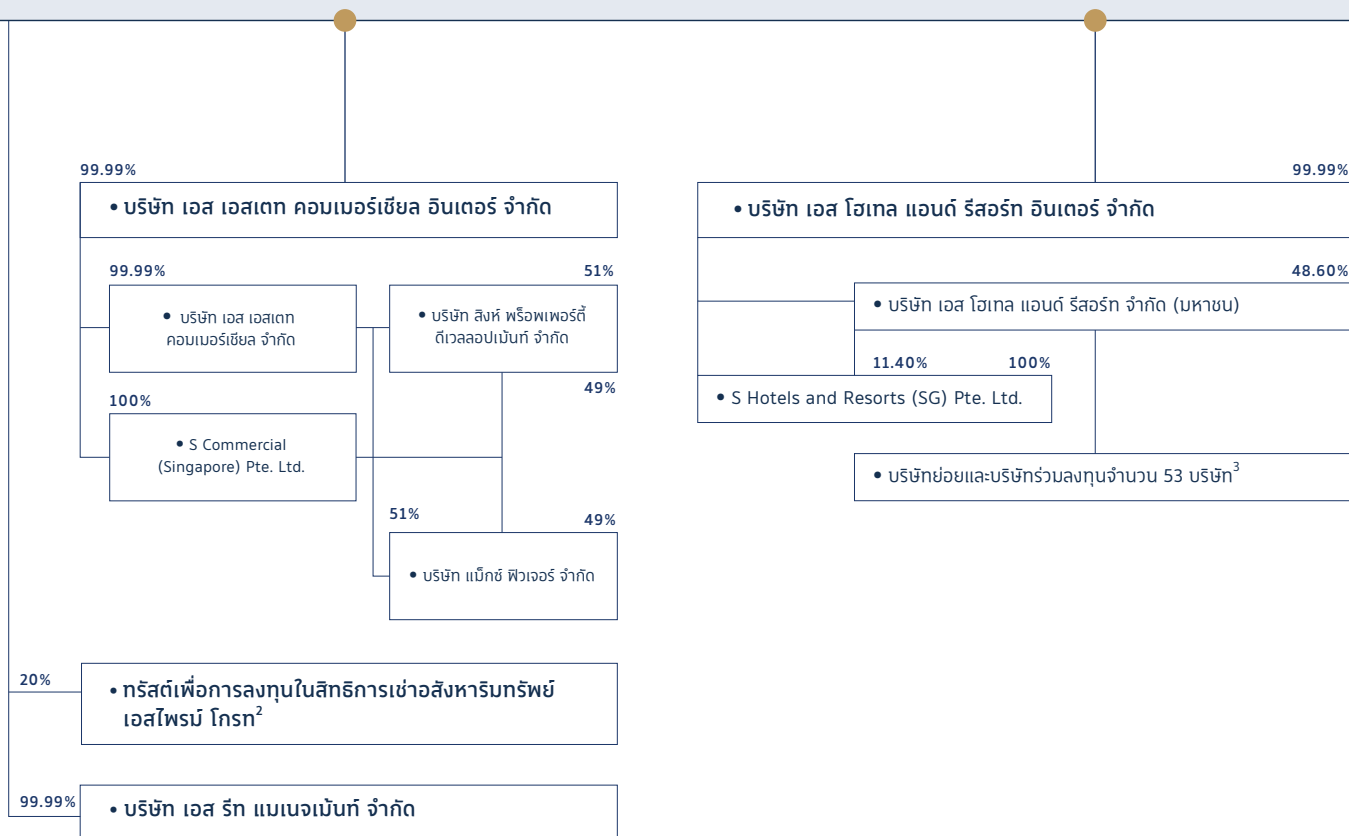 99.99%
• บริษัท เอส เอสเตท คอมเมอร์เชียล อินเตอร์ จำกัด
99.99%
• บริษัท เอส เอสเตท
คอมเมอร์เชียล จำกัด
51%
• บริษัท สิงห์ พร็อพเพอร์ตี้
ดีเวลลอปเม้นท์ จำกัด
49%
100%
• S Commercial
(Singapore) Pte. Ltd.
51%
49%
• บริษัท แม็กซ์ ฟิวเจอร์ จำกัด
20%
• ทรัสต์เพื่อการลงทุนในสิทธิการเช่าอสังหาริมทรัพย์
เอสไพรม์ โกรท2
99.99%
• บริษัท เอส รีท แมเนจเม้นท์ จำกัด
99.99%
• บริษัท เอส โฮเทล แอนด์ รีสอร์ท อินเตอร์ จำกัด
48.60%
• บริษัท เอส โฮเทล แอนด์ รีสอร์ท จำกัด (มหาชน)
11.40%
100%
• S Hotels and Resorts (SG) Pte. Ltd.
• บริษัทย่อยและบริษัทร่วมลงทุนจำนวน 53 บริษัท3